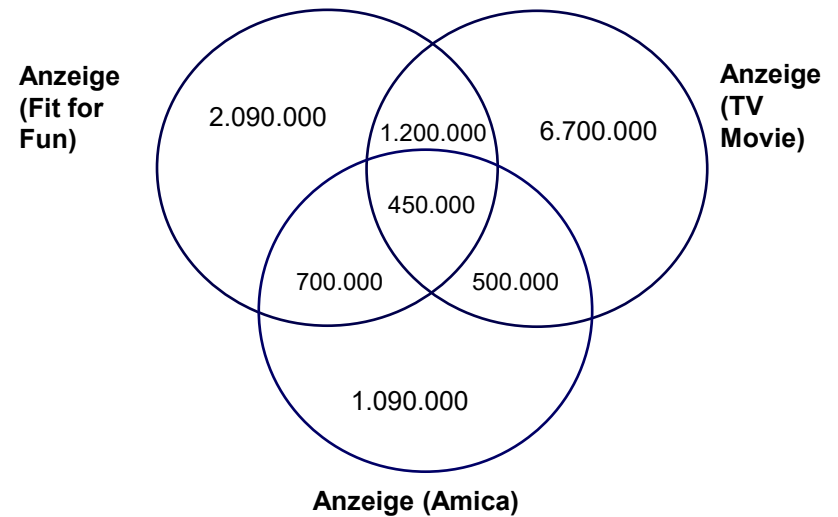 Anzeige
(Fit for
Fun)
Anzeige
(TV
Movie)
2.090.000
1.200.000
6.700.000
450.000
700.000
500.000
1.090.000
Anzeige (Amica)